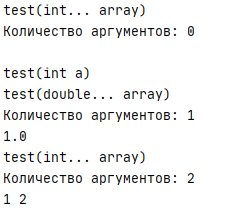 test(int... array)
Количество аргументов: 0

test(int a)
test(double... array)
Количество аргументов: 1
1.0
test(int... array)
Количество аргументов: 2
1 2